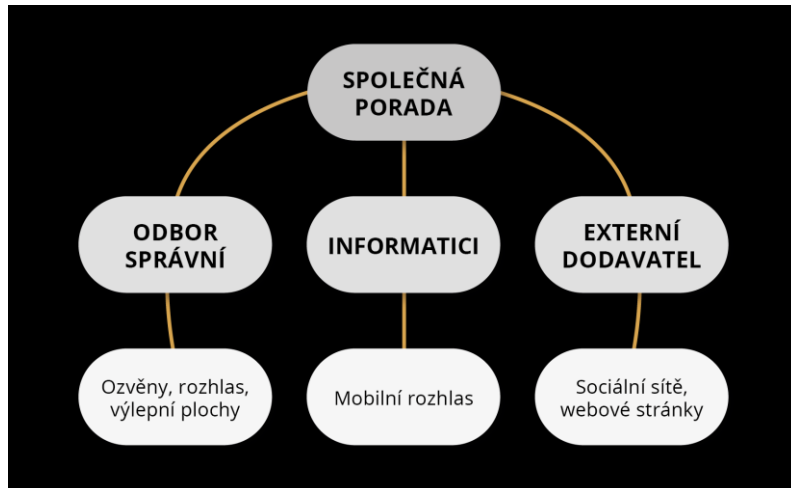 SPOLEČNÁ
PORADA
ODBOR
SPRÁVNÍ
INFORMATICI
EXTERNÍ
DODAVATEL
Ozvěny, rozhlas,
výlepní plochy
Mobilní rozhlas
Sociální sítě,
webové stránky